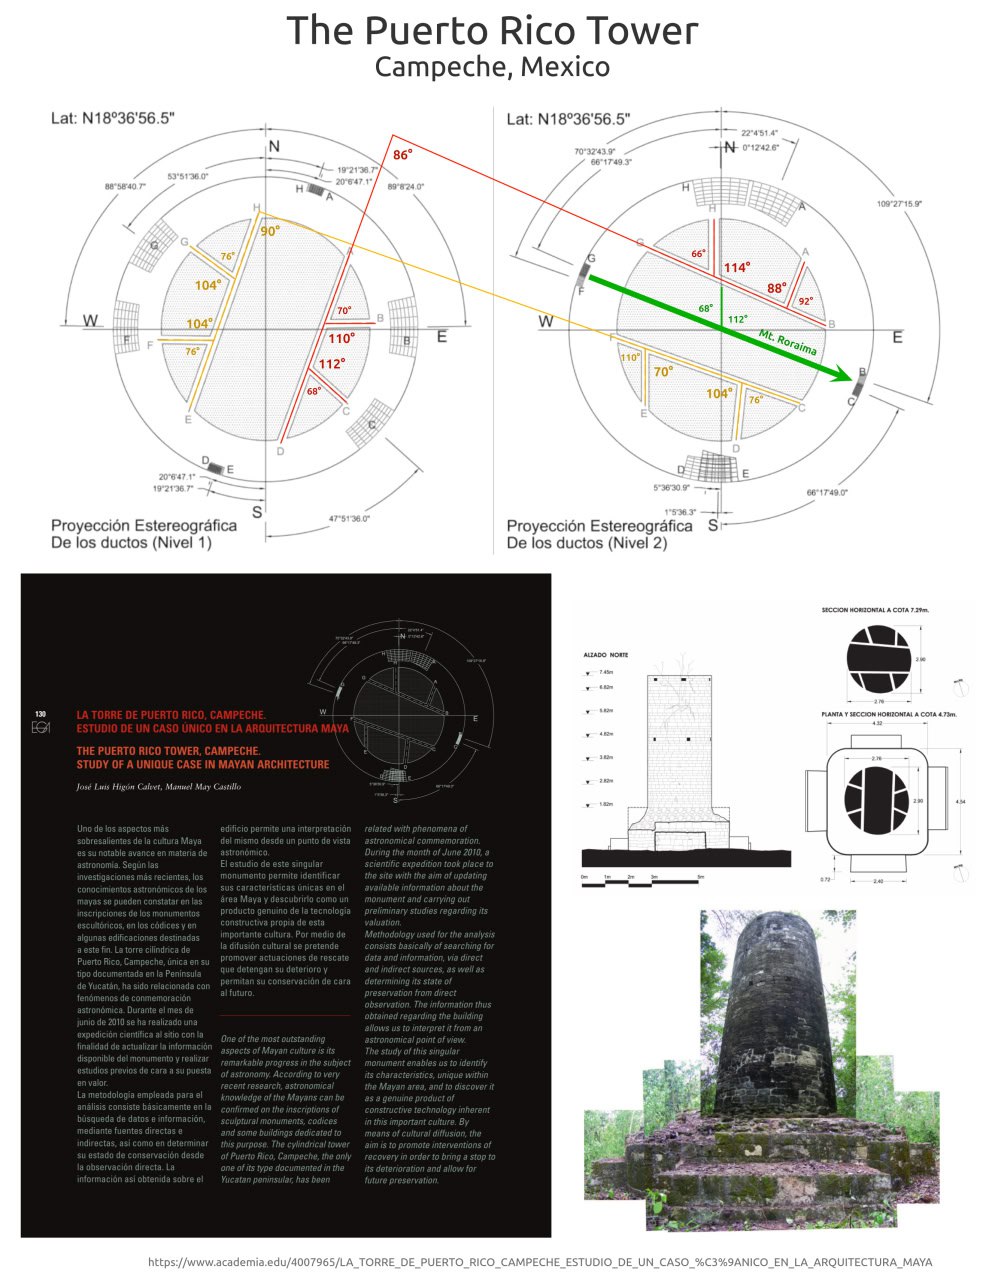 The Puerto Rico Tower
Campeche, Mexico
Lat: N18º36'56.5"
N
88°58'40.7"
53°51'36.0"
19°21'36.7"
20°6'47.1"
89°8'24.0"
H
A
86°
H
90°
G
G
76°
A
104°
70°
W
104°
B
E
F
F
110°
B
76°
112°
68°
E
C
C
D
D
E
20°6'47.1"
19°21'36.7"
S
47°51'36.0"
Proyección Estereográfica
De los ductos (Nivel 1)
Lat: N18º36'56.5"
22°4'51.4"
N
0°12'42.6"
70°32'43.9"
66°17'49.3"
109°27'15.9"
H
A
H
G
66°
A
G
114°
88°
F
92°
68°
112°
B
W
E
Mt. Roraima
F
110°
70°
B
104°
76°
C
C
E
D
D
E
5°36'30.9"
66°17'49.0"
1°5'36.3"
S
Proyección Estereográfica
De los ductos (Nivel 2)
130
EGA
LA TORRE DE PUERTO RICO, CAMPECHE.
ESTUDIO DE UN CASO ÚNICO EN LA ARQUITECTURA MAYA
THE PUERTO RICO TOWER, CAMPECHE.
STUDY OF A UNIQUE CASE IN MAYAN ARCHITECTURE
José Luis Higón Calvet, Manuel May Castillo
N
W
E
S
Uno de los aspectos más
sobresalientes de la cultura Maya
es su notable avance en materia de
astronomía. Según las
investigaciones más recientes, los
conocimientos astronómicos de los
mayas se pueden constatar en las
inscripciones de los monumentos
escultóricos, en los códices y en
algunas edificaciones destinadas
a este fin. La torre cilíndrica de
Puerto Rico, Campeche, única en su
tipo documentada en la Península
de Yucatán, ha sido relacionada con
fenómenos de conmemoración
astronómica. Durante el mes de
junio de 2010 se ha realizado una
expedición científica al sitio con la
finalidad de actualizar la información
disponible del monumento y realizar
estudios previos de cara a su puesta
en valor.
La metodología empleada para el
análisis consiste básicamente en la
búsqueda de datos e información,
mediante fuentes directas e
indirectas, así como en determinar
su estado de conservación desde
la observación directa. La
información así obtenida sobre el
edificio permite una interpretación
del mismo desde un punto de vista
astronómico.
El estudio de este singular
monumento permite identificar
sus características únicas en el
área Maya y descubrirlo como un
producto genuino de la tecnología
constructiva propia de esta
importante cultura. Por medio de
la difusión cultural se pretende
promover actuaciones de rescate
que detengan su deterioro y
permitan su conservación de cara
al futuro.
One of the most outstanding
aspects of Mayan culture is its
remarkable progress in the subject
of astronomy. According to very
recent research, astronomical
knowledge of the Mayans can be
confirmed on the inscriptions of
sculptural monuments, codices
and some buildings dedicated to
this purpose. The cylindrical tower
of Puerto Rico, Campeche, the only
one of its type documented in the
Yucatan peninsular, has been
related with phenomena of
astronomical commemoration.
During the month of June 2010, a
scientific expedition took place to
the site with the aim of updating
available information about the
monument and carrying out
preliminary studies regarding its
valuation.
Methodology used for the analysis
consists basically of searching for
data and information, via direct
and indirect sources, as well as
determining its state of
preservation from direct
observation. The information thus
obtained regarding the building
allows us to interpret it from an
astronomical point of view.
The study of this singular
monument enables us to identify
its characteristics, unique within
the Mayan area, and to discover it
as a genuine product of
constructive technology inherent
in this important culture. By
means of cultural diffusion, the
aim is to promote interventions of
recovery in order to bring a stop to
its deterioration and allow for
future preservation.
ALZADO NORTE
7.45m
6.82m
5.82m
4.82m
3.82m
2.82m
1.82m
0m 1m 2m 3m 5m
SECCION HORIZONTAL A COTA 7.29m.
2.90
2.76
PLANTA Y SECCION HORIZONTAL A COTA 4.73m.
4.32
2.76
2.90
4.54
0.72
2.40
https://www.academia.edu/4007965/LA_TORRE_DE_PUERTO_RICO_CAMPECHE_ESTUDIO_DE_UN_CASO_%C3%9ANICO_EN_LA_ARQUITECTURA_MAYA